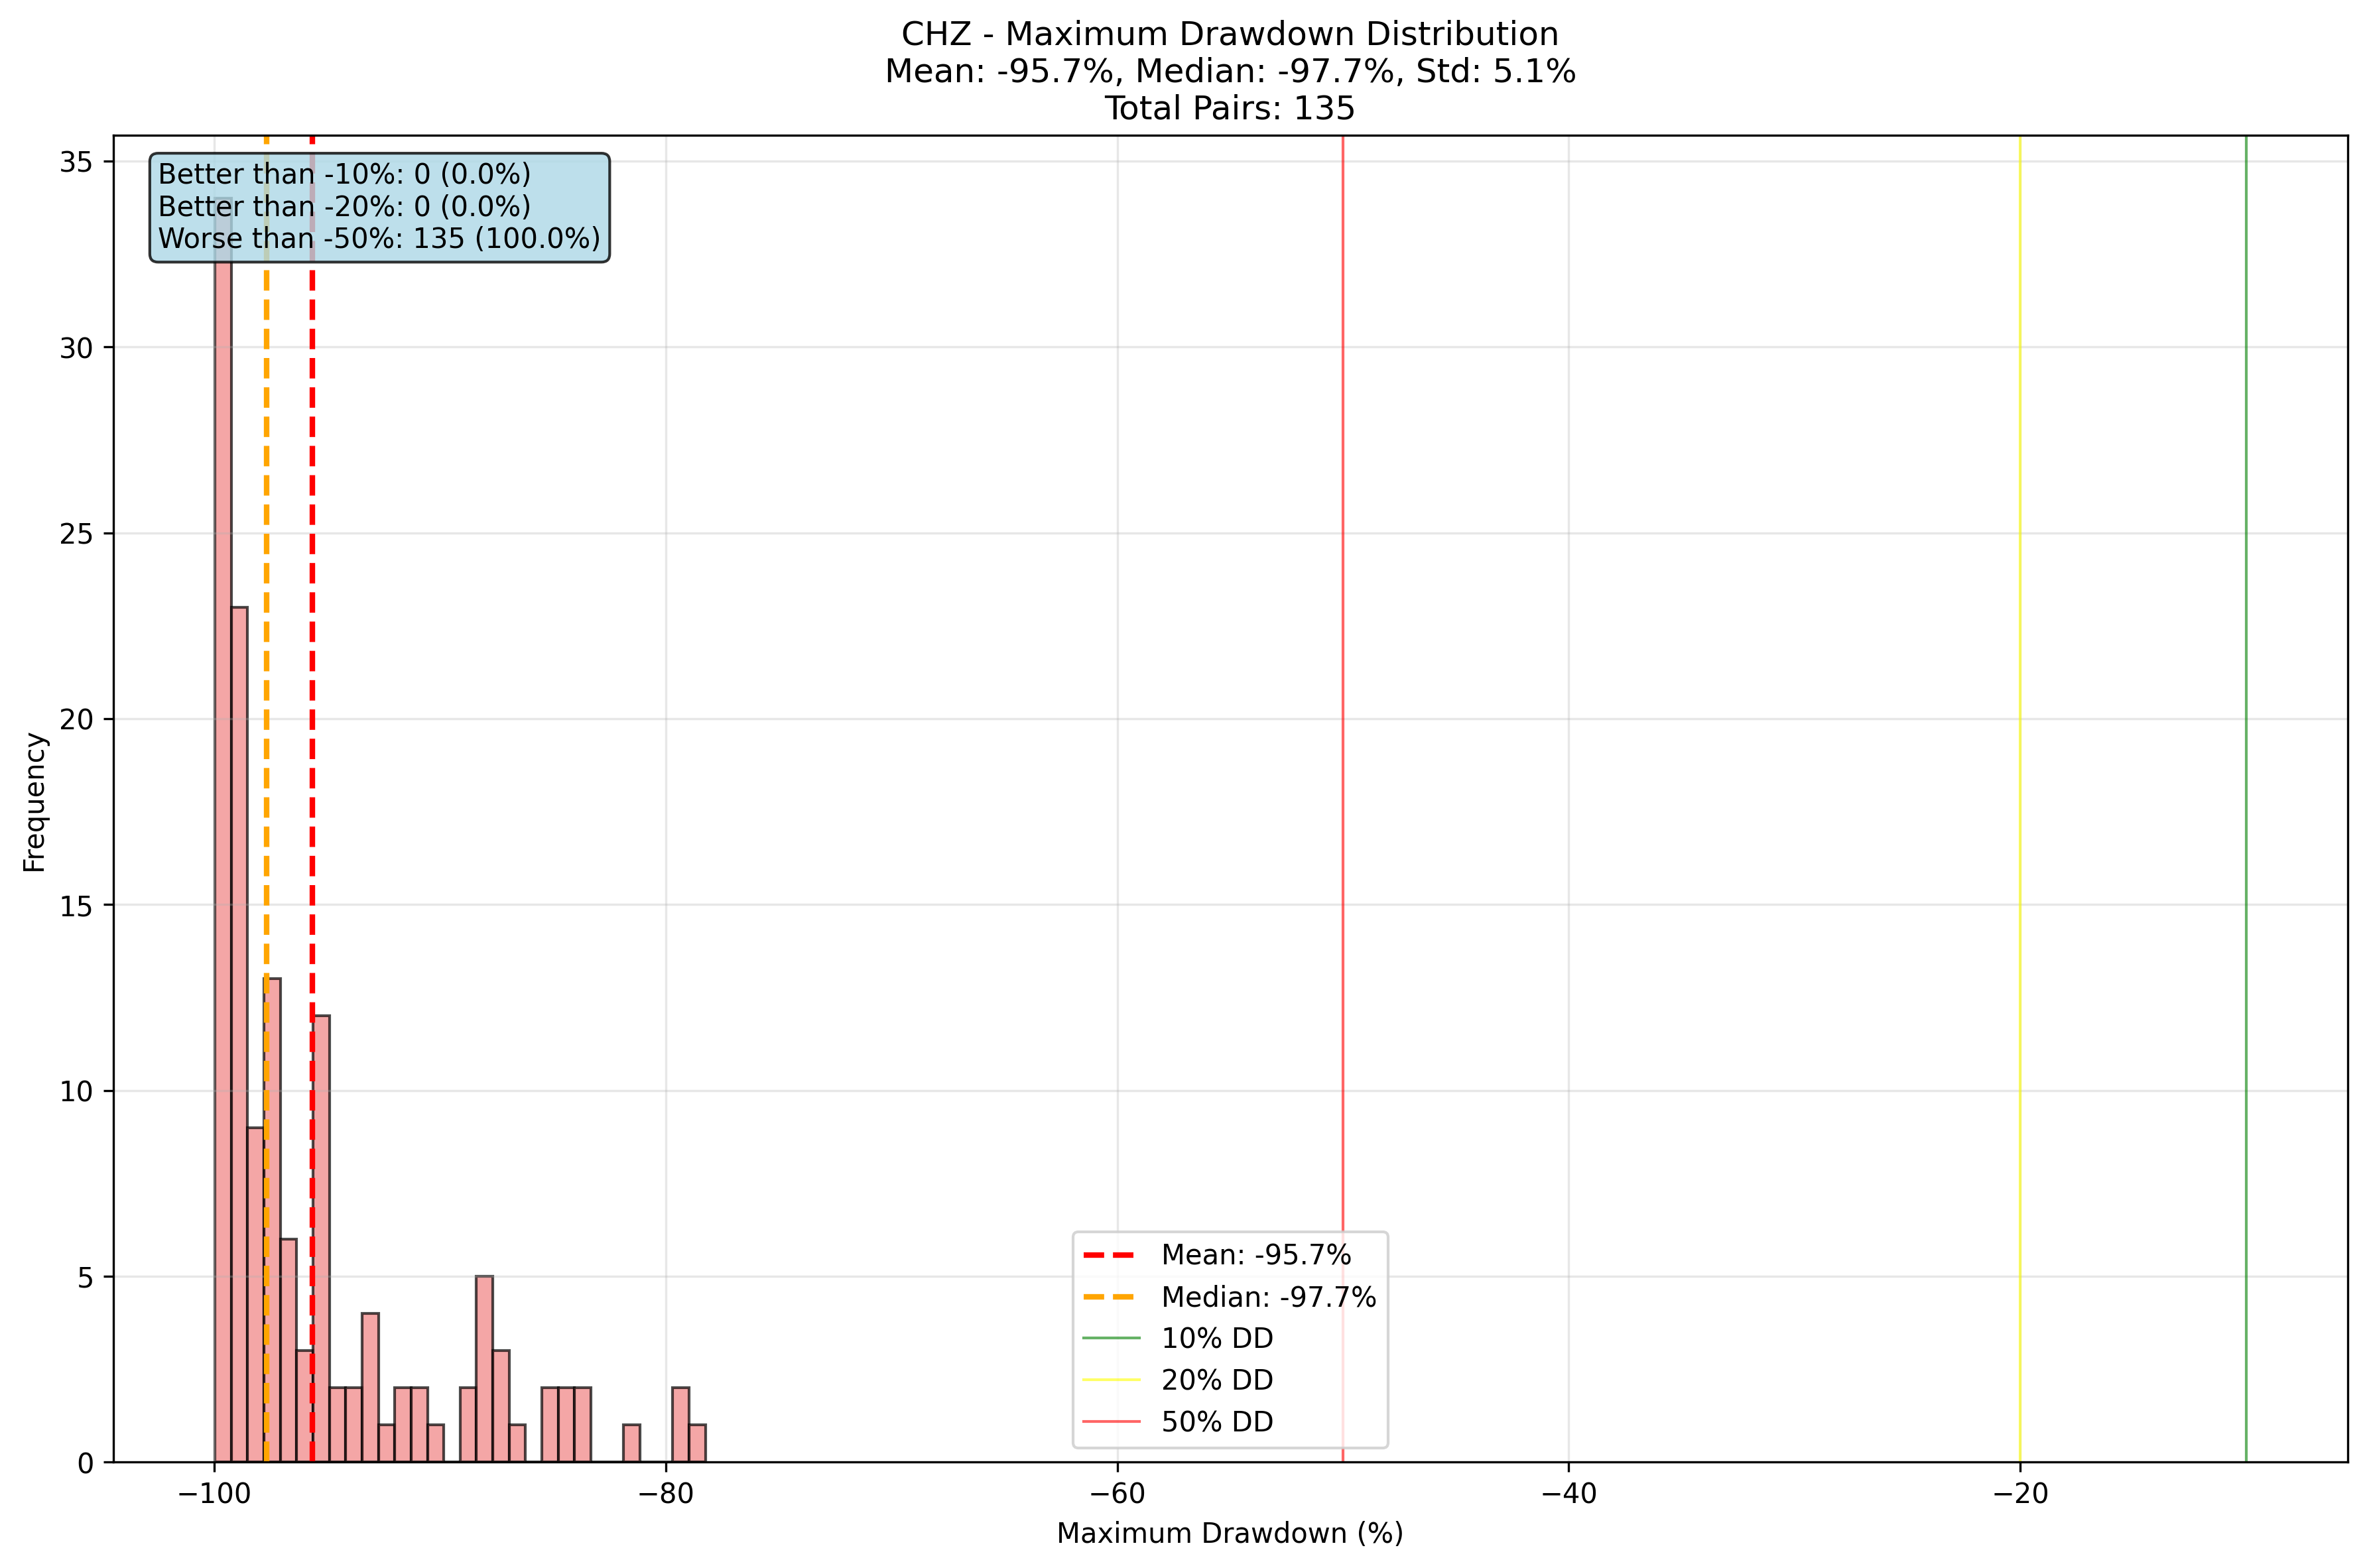 CHZ - Maximum Drawdown Distribution
Mean: -95.7%, Median: -97.7%, Std: 5.1%
Total Pairs: 135
Better than -10%: 0 (0.0%)
Better than -20%: 0 (0.0%)
Worse than -50%: 135 (100.0%)
35
30
25
20
15
10
5
0
Frequency
Mean: -95.7%
Median: -97.7%
10% DD
20% DD
50% DD
−100
−80
−60
−40
−20
Maximum Drawdown (%)